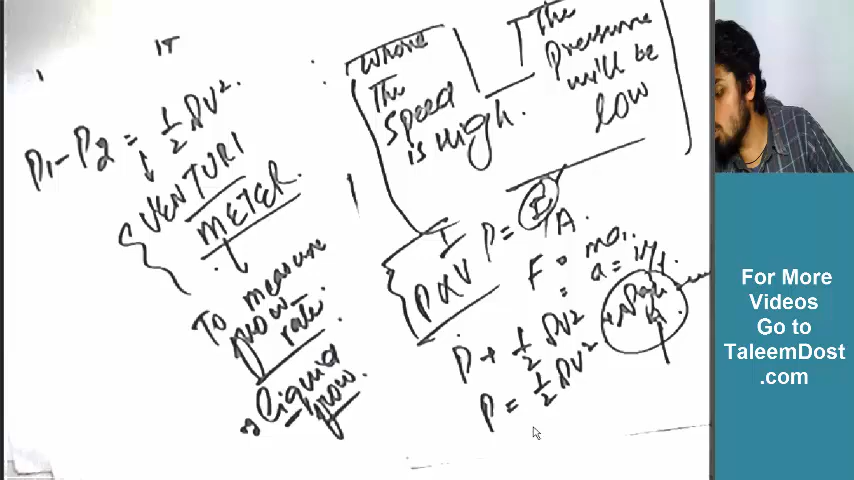 IT
P1 - P2 = 1/2 ρV².
VENTURI
METER.
To measure
flow
rate.
liquid
flow.
Where
The
Speed
is High.
The
Pressure
will be
low
P = F/A.
P α V
F = ma.
P + 1/2 ρV²
P = 1/2 ρV²
For More
Videos
Go to
TaleemDost
.com